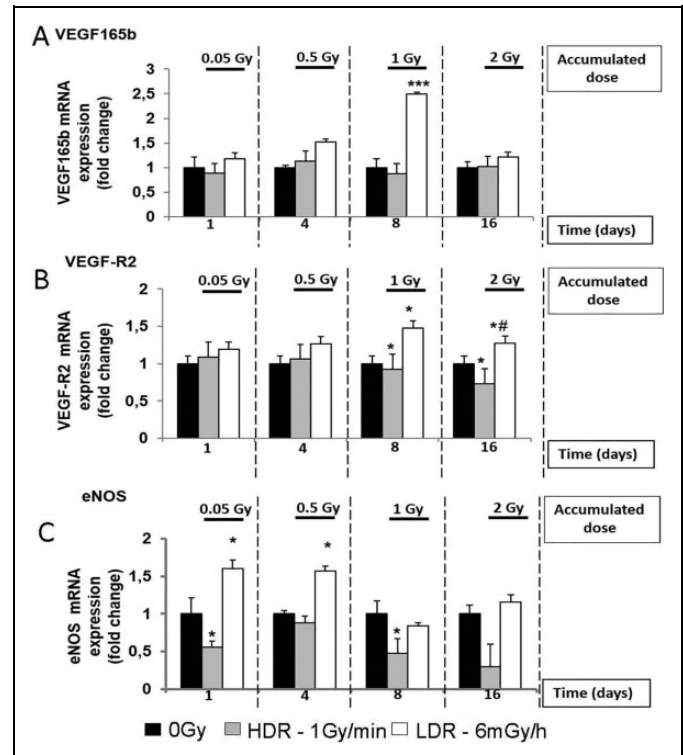 A VEGF165b
0.05 Gy 0.5 Gy 1 Gy 2 Gy Accumulated dose
VEGF165b mRNA
expression
(fold change)
3
2,5
2
1,5
1
0,5
0
***
1 4 8 16 Time (days)
B VEGF-R2
0.05 Gy 0.5 Gy 1 Gy 2 Gy Accumulated dose
VEGF-R2 mRNA
expression
(fold change)
2
1,5
1
0,5
0
* * * *#
1 4 8 16 Time (days)
C eNOS
0.05 Gy 0.5 Gy 1 Gy 2 Gy Accumulated dose
eNOS mRNA
expression
(fold change)
2
1,5
1
0,5
0
* * * *
1 4 8 16 Time (days)
0Gy HDR - 1Gy/min LDR - 6mGy/h